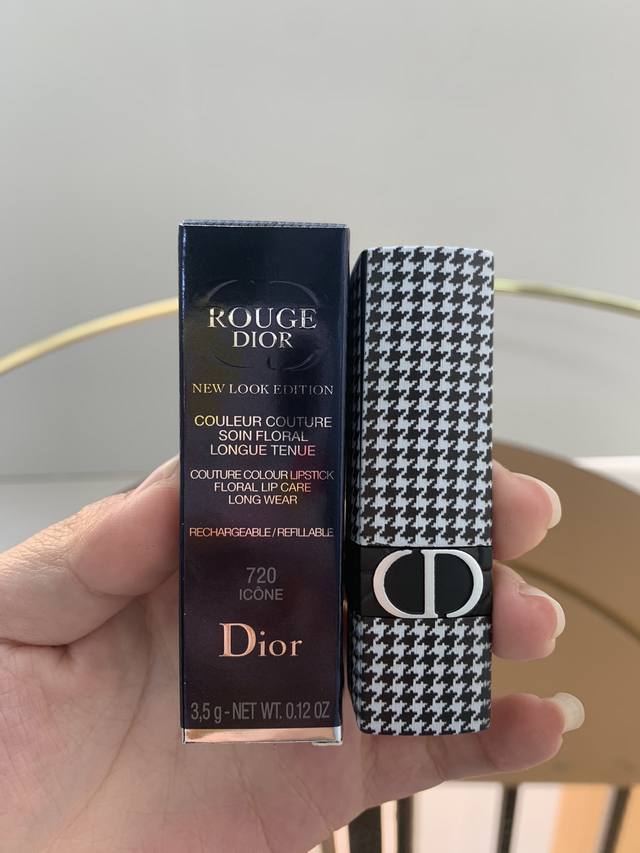 ROUGE
DIOR
NEW LOOK EDITION
COULEUR COUTURE
SOIN FLORAL
LONGUE TENUE
COUTURE COLOUR LIPSTICK
FLORAL LIP CARE
LONG WEAR
RECHARGEABLE/REFILLABLE
720
ICÔNE
Dior
3,5 g - NET WT. 0.12 OZ
CD